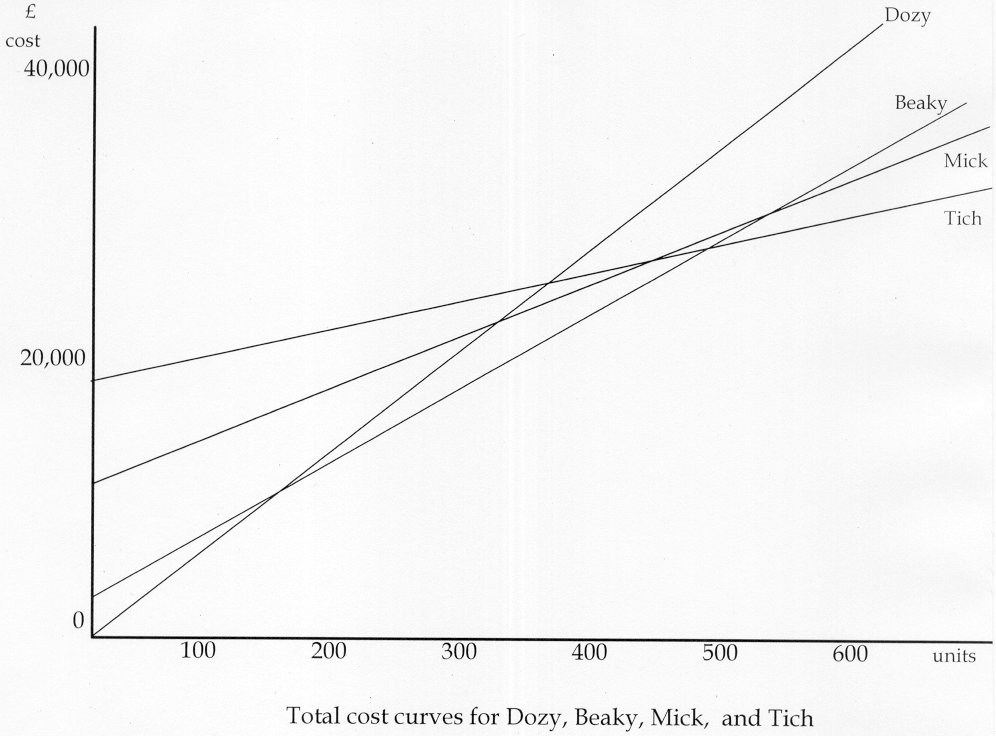 £
cost
40,000
20,000
0
Dozy
Beaky
Mick
Tich
100 200 300 400 500 600 units
Total cost curves for Dozy, Beaky, Mick, and Tich